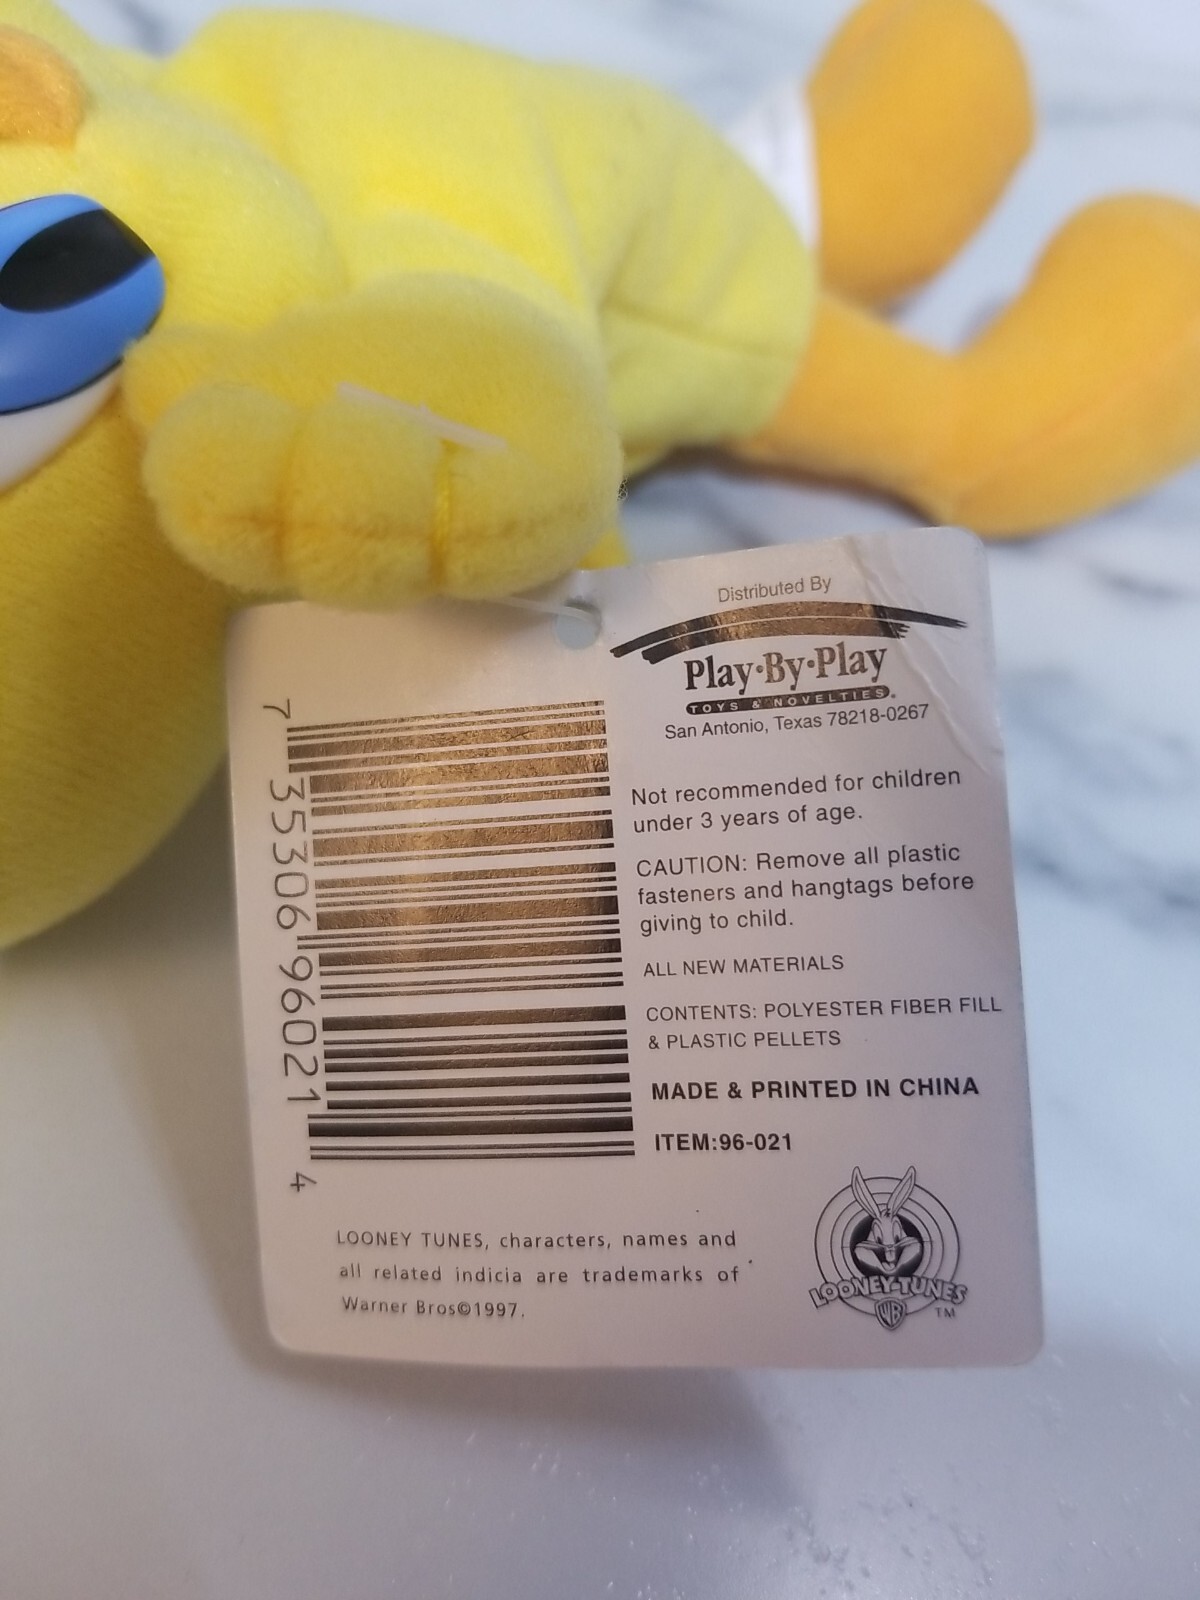 Distributed By
Play·By·Play
TOYS & NOVELTIES®
San Antonio, Texas 78218-0267
Not recommended for children
under 3 years of age.
CAUTION: Remove all plastic
fasteners and hangtags before
giving to child.
ALL NEW MATERIALS
CONTENTS: POLYESTER FIBER FILL
& PLASTIC PELLETS
MADE & PRINTED IN CHINA
ITEM:96-021
7 35306 96021 4
LOONEY TUNES, characters, names and
all related indicia are trademarks of
Warner Bros©1997.
LOONEY TUNES
WB TM